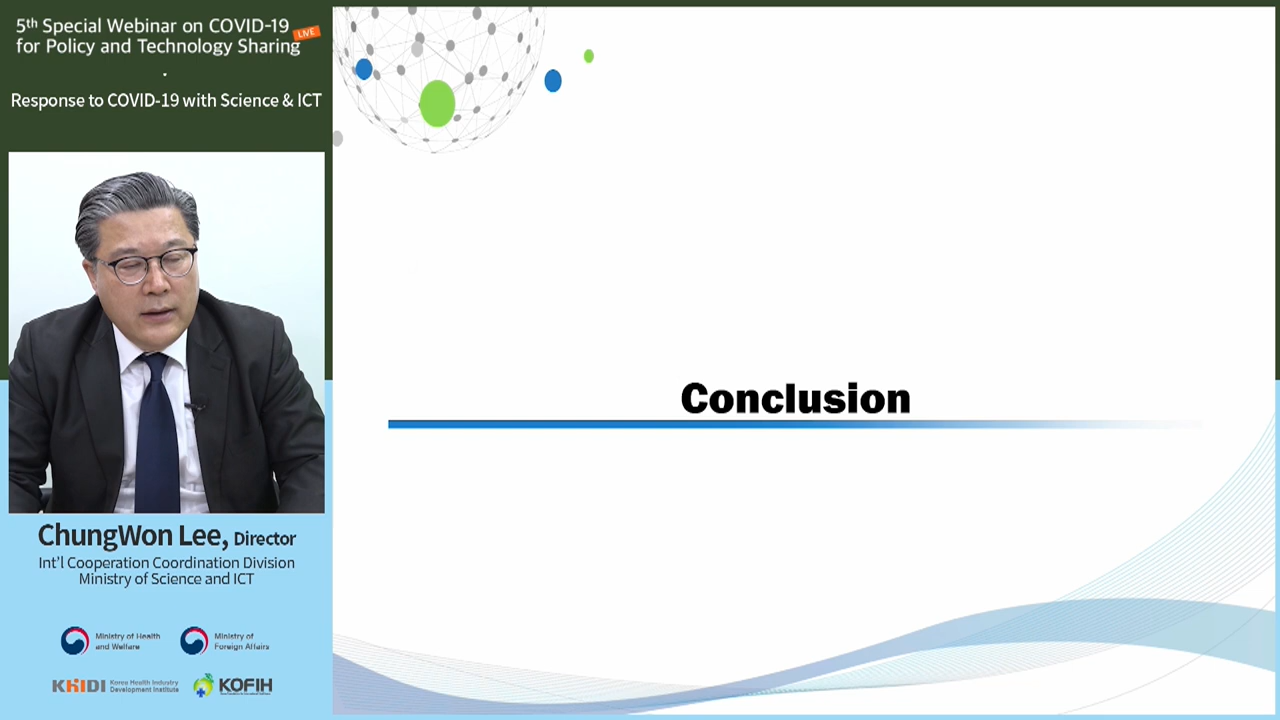 5th Special Webinar on COVID-19
LIVE
for Policy and Technology Sharing
Response to COVID-19 with Science & ICT
Conclusion
ChungWon Lee, Director
Int'l Cooperation Coordination Division
Ministry of Science and ICT
Ministry of Health
and Welfare
Ministry of
Foreign Affairs
KHIDI
Korea Health Industry
Development Institute
KOFIH